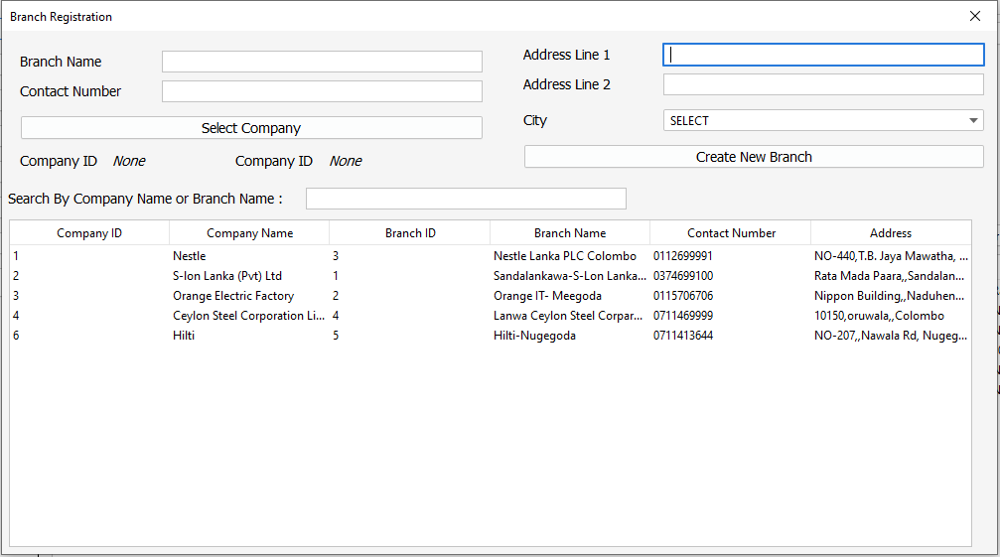 Branch Registration
Branch Name
Contact Number
Select Company
Company ID None Company ID None
Address Line 1
Address Line 2
City SELECT
Create New Branch
Search By Company Name or Branch Name :
Company ID Company Name Branch ID Branch Name Contact Number Address
1 Nestle 3 Nestle Lanka PLC Colombo 0112699991 NO-440,T.B. Jaya Mawatha, ...
2 S-lon Lanka (Pvt) Ltd 1 Sandalankawa-S-Lon Lanka... 0374699100 Rata Mada Paara,,Sandalan...
3 Orange Electric Factory 2 Orange IT- Meegoda 0115706706 Nippon Building,,Naduhen...
4 Ceylon Steel Corporation Li... 4 Lanwa Ceylon Steel Corpar... 0711469999 10150,oruwala,,Colombo
6 Hilti 5 Hilti-Nugegoda 0711413644 NO-207,,Nawala Rd, Nugeg...